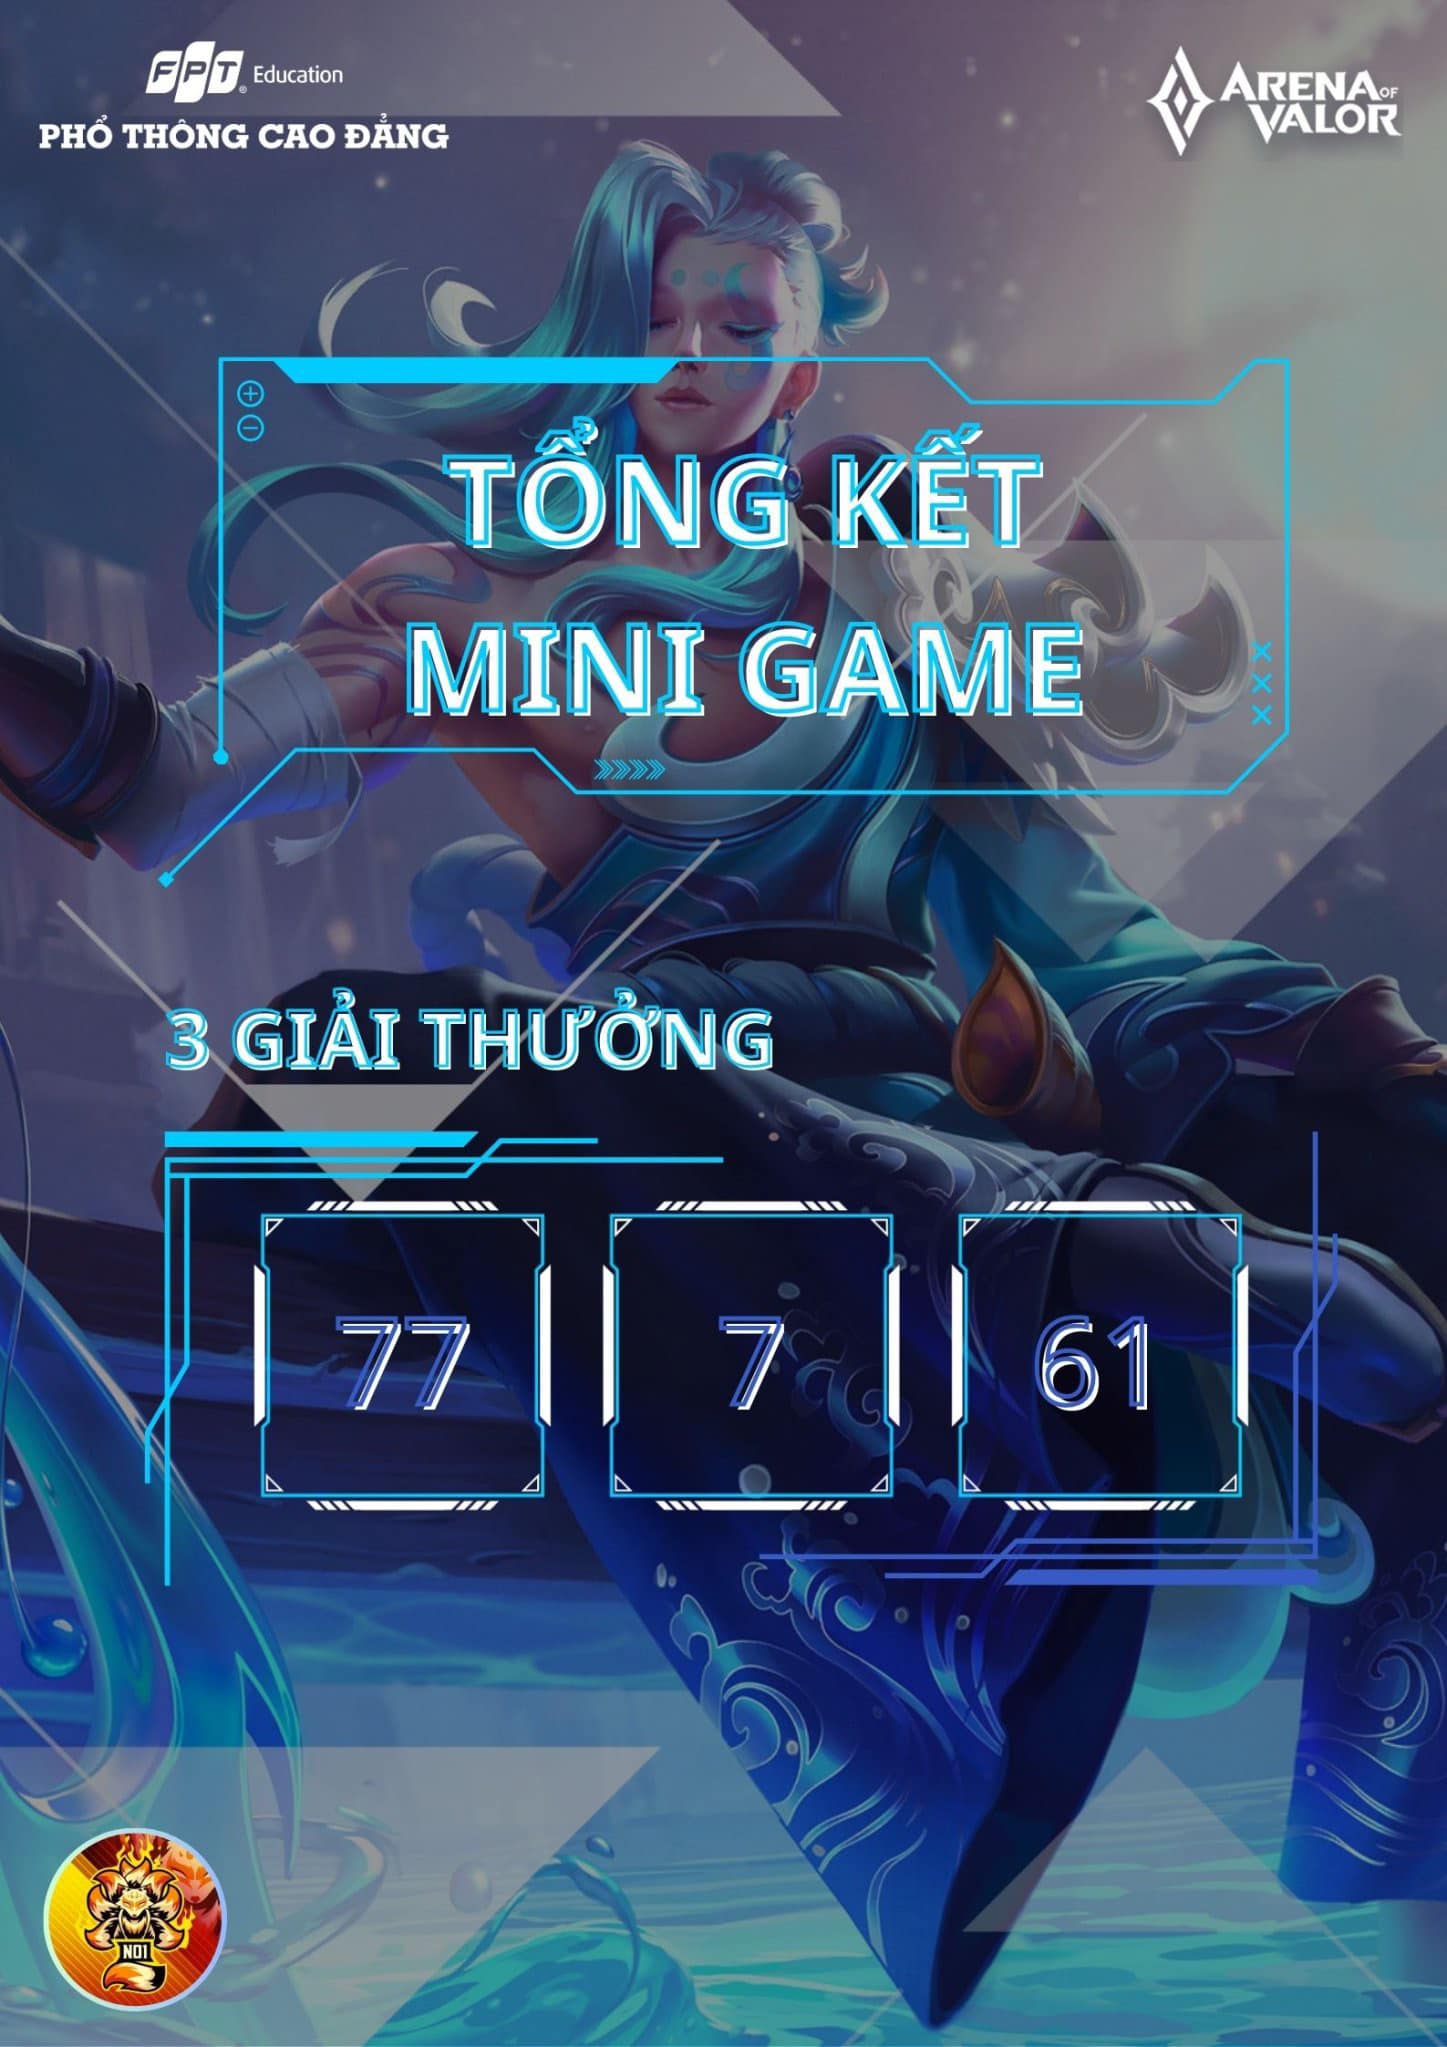 FPT Education
ARENA OF
VALOR
PHỔ THÔNG CAO ĐẲNG
TỔNG KẾT
MINI GAME
3 GIẢI THƯỞNG
77 7 61
NO1